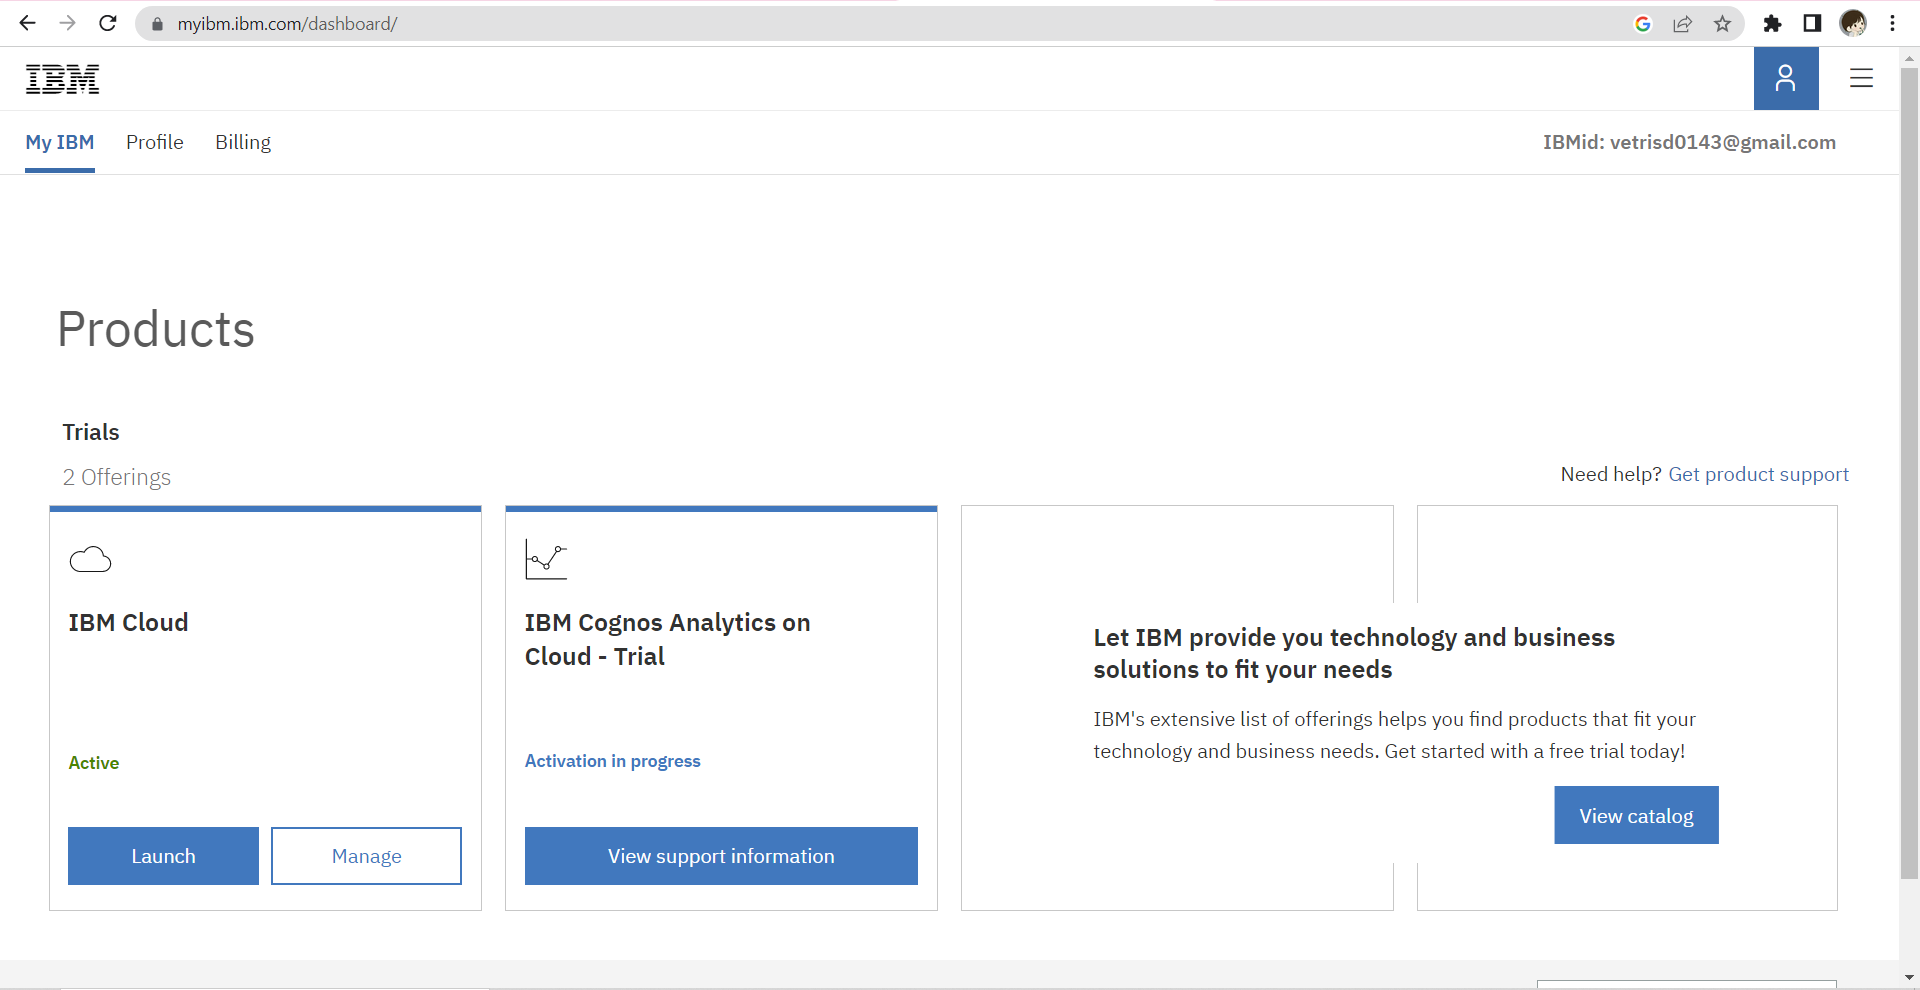 myibm.ibm.com/dashboard/
IBM
My IBM Profile Billing IBMid: vetrisd0143@gmail.com
Products
Trials
2 Offerings
Need help? Get product support
IBM Cloud
Active
Launch Manage
IBM Cognos Analytics on
Cloud - Trial
Activation in progress
View support information
Let IBM provide you technology and business
solutions to fit your needs
IBM's extensive list of offerings helps you find products that fit your
technology and business needs. Get started with a free trial today!
View catalog